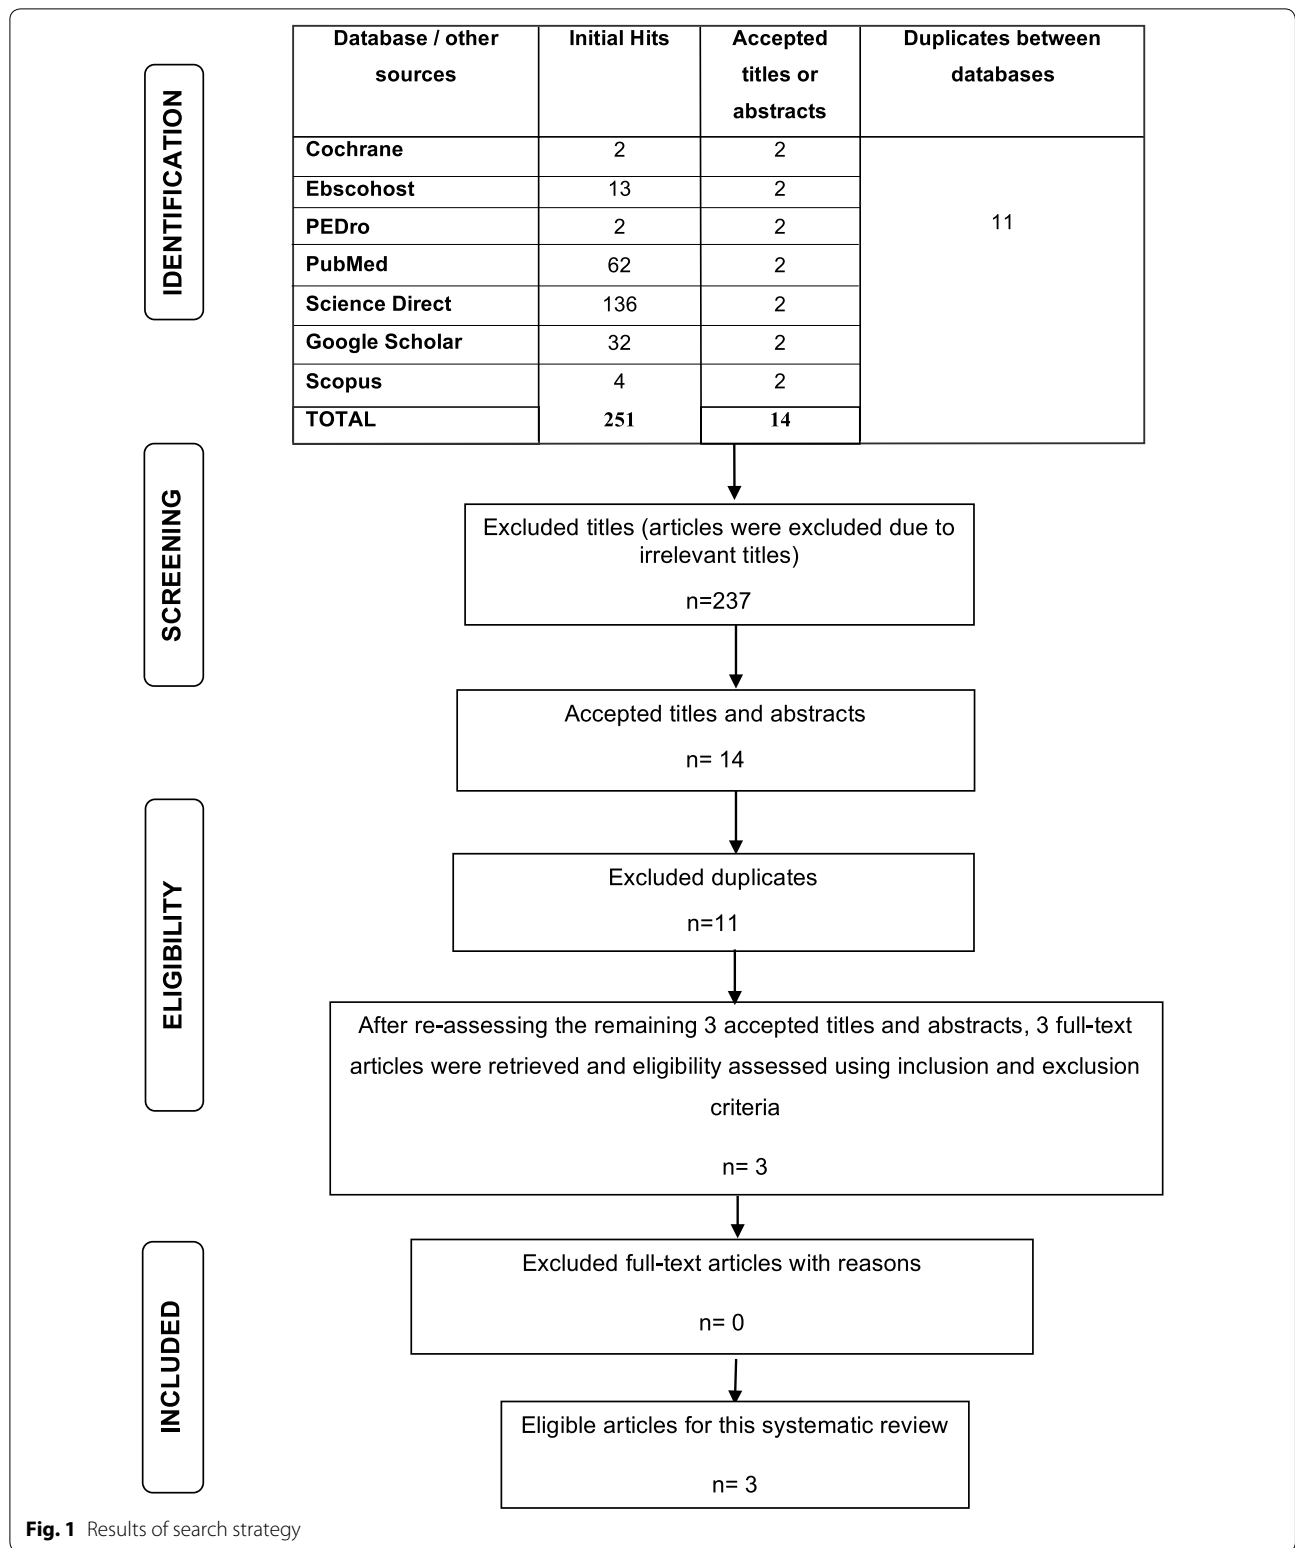 Database / other sources Initial Hits Accepted titles or abstracts Duplicates between databases
IDENTIFICATION
Cochrane 2 2
Ebscohost 13 2
PEDro 2 2
11
PubMed 62 2
Science Direct 136 2
Google Scholar 32 2
Scopus 4 2
TOTAL 251 14
SCREENING
Excluded titles (articles were excluded due to
irrelevant titles)
n=237
Accepted titles and abstracts
n= 14
ELIGIBILITY
Excluded duplicates
n=11
After re-assessing the remaining 3 accepted titles and abstracts, 3 full-text
articles were retrieved and eligibility assessed using inclusion and exclusion
criteria
n= 3
INCLUDED
Excluded full-text articles with reasons
n= 0
Eligible articles for this systematic review
n= 3
Fig. 1 Results of search strategy